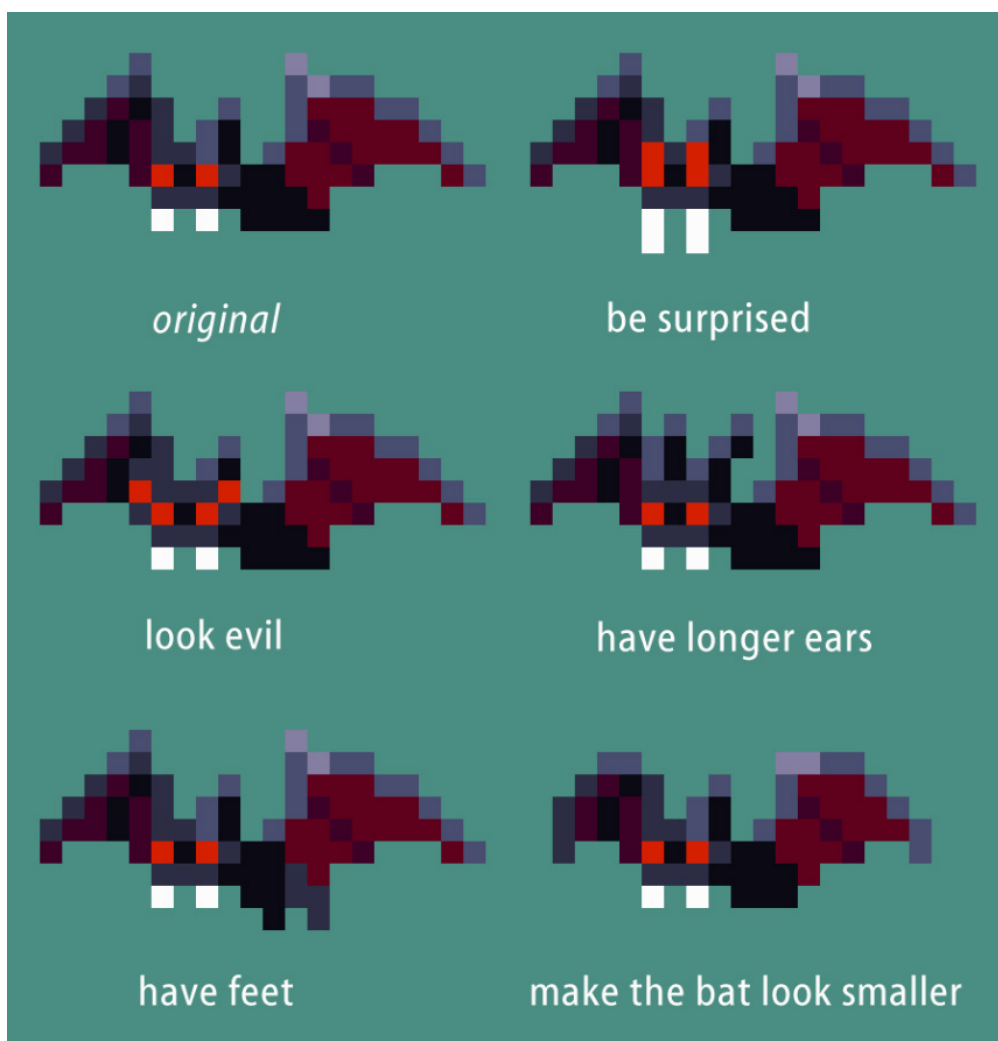 original
be surprised
look evil
have longer ears
have feet
make the bat look smaller